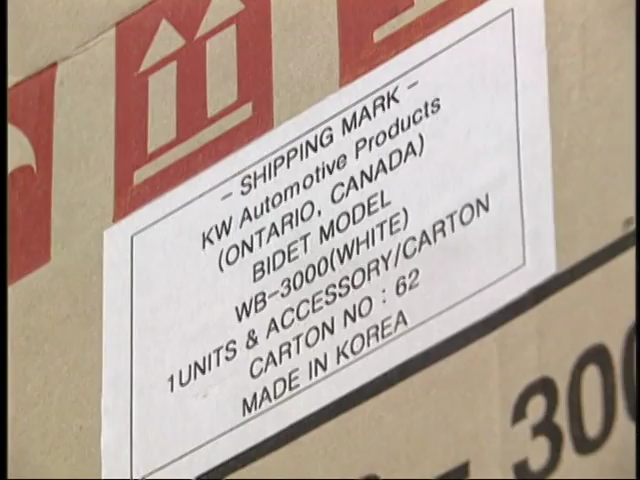 - SHIPPING MARK -
KW Automotive Products
(ONTARIO, CANADA)
BIDET MODEL
WB-3000(WHITE)
1UNITS & ACCESSORY/CARTON
CARTON NO : 62
MADE IN KOREA
- 300